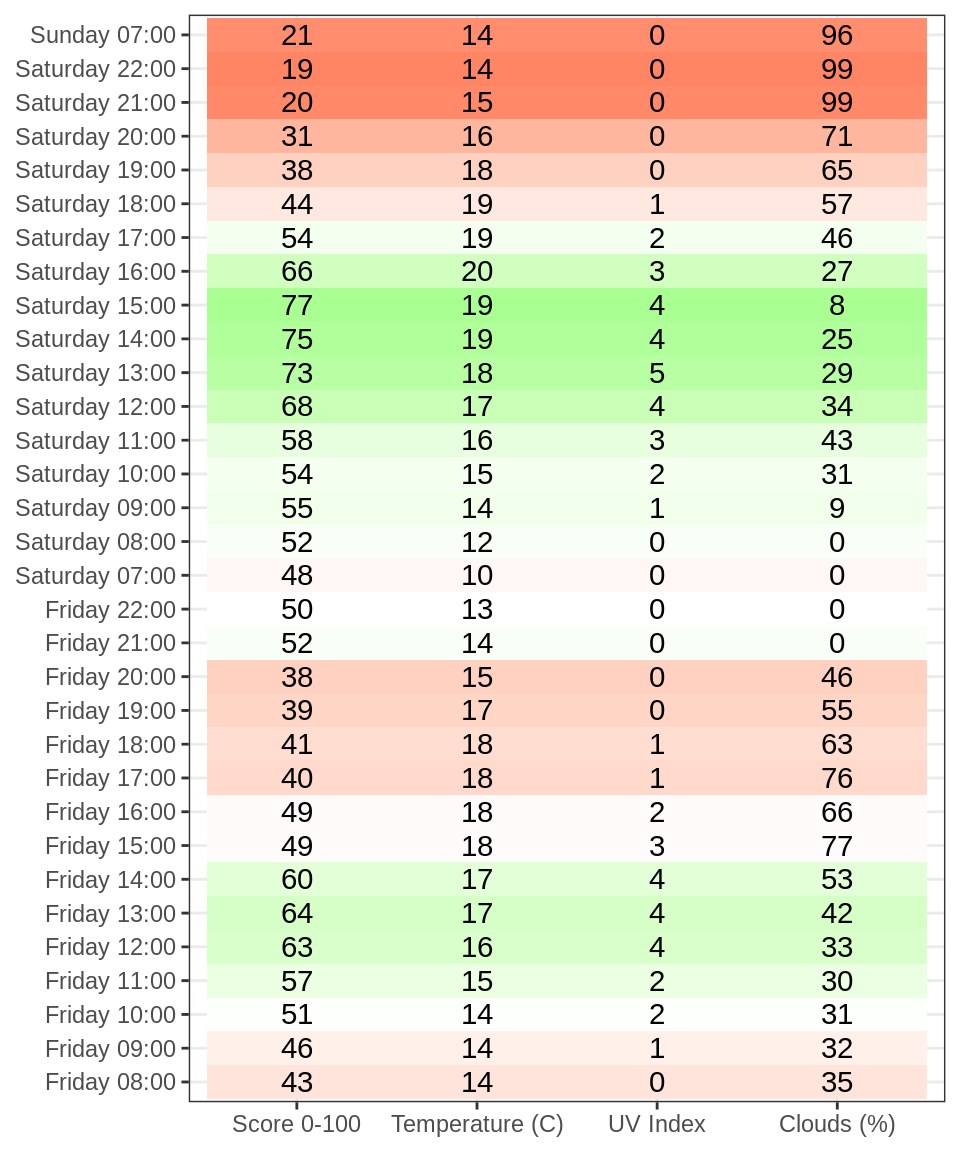 Sunday 07:00 21 14 0 96
Saturday 22:00 19 14 0 99
Saturday 21:00 20 15 0 99
Saturday 20:00 31 16 0 71
Saturday 19:00 38 18 0 65
Saturday 18:00 44 19 1 57
Saturday 17:00 54 19 2 46
Saturday 16:00 66 20 3 27
Saturday 15:00 77 19 4 8
Saturday 14:00 75 19 4 25
Saturday 13:00 73 18 5 29
Saturday 12:00 68 17 4 34
Saturday 11:00 58 16 3 43
Saturday 10:00 54 15 2 31
Saturday 09:00 55 14 1 9
Saturday 08:00 52 12 0 0
Saturday 07:00 48 10 0 0
Friday 22:00 50 13 0 0
Friday 21:00 52 14 0 0
Friday 20:00 38 15 0 46
Friday 19:00 39 17 0 55
Friday 18:00 41 18 1 63
Friday 17:00 40 18 1 76
Friday 16:00 49 18 2 66
Friday 15:00 49 18 3 77
Friday 14:00 60 17 4 53
Friday 13:00 64 17 4 42
Friday 12:00 63 16 4 33
Friday 11:00 57 15 2 30
Friday 10:00 51 14 2 31
Friday 09:00 46 14 1 32
Friday 08:00 43 14 0 35
Score 0-100 Temperature (C) UV Index Clouds (%)